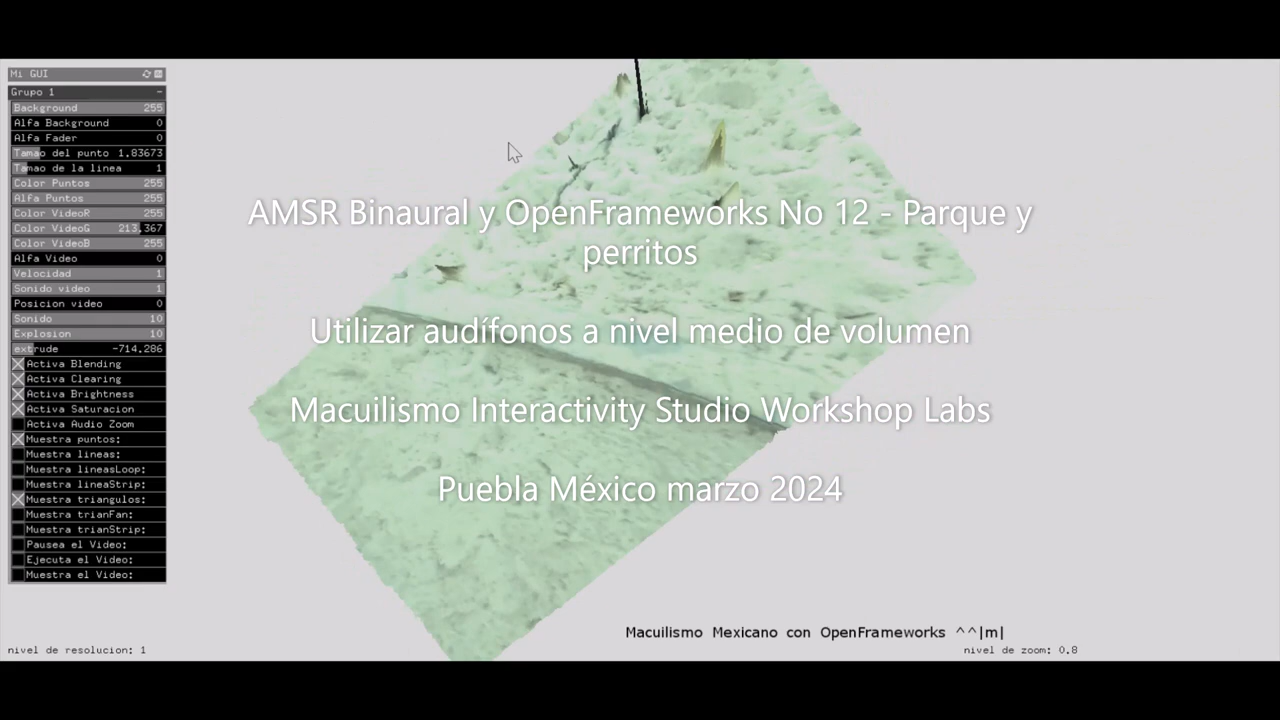 Mi GUI
Grupo 1 -
Background 255
Alfa Background 0
Alfa Fader 0
Tamao del punto 1.83673
Tamao de la linea 1
Color Puntos 255
Alfa Puntos 255
Color VideoR 255
Color VideoG 213.367
Color VideoB 255
Alfa Video 0
Velocidad 1
Sonido video 1
Posicion video 0
Sonido 10
Explosion 10
extrude -714.286
Activa Blending
Activa Clearing
Activa Brightness
Activa Saturacion
Activa Audio Zoom
Muestra puntos:
Muestra lineas:
Muestra lineasLoop:
Muestra lineaStrip:
Muestra triangulos:
Muestra trianFan:
Muestra trianStrip:
Pausea el Video:
Ejecuta el Video:
Muestra el Video:
AMSR Binaural y OpenFrameworks No 12 - Parque y
perritos
Utilizar audífonos a nivel medio de volumen
Macuilismo Interactivity Studio Workshop Labs
Puebla México marzo 2024
Macuilismo Mexicano con OpenFrameworks ^^|m|
nivel de resolucion: 1
nivel de zoom: 0.8